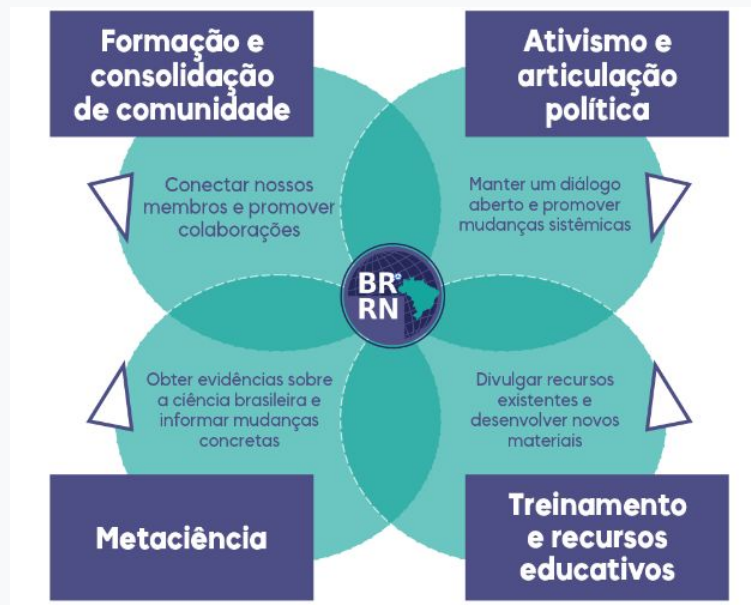 Formação e
consolidação
de comunidade
Ativismo e
articulação
política
Conectar nossos
membros e promover
colaborações
Manter um diálogo
aberto e promover
mudanças sistêmicas
BR
RN
Obter evidências sobre
a ciência brasileira e
informar mudanças
concretas
Divulgar recursos
existentes e
desenvolver novos
materiais
Metaciência
Treinamento
e recursos
educativos